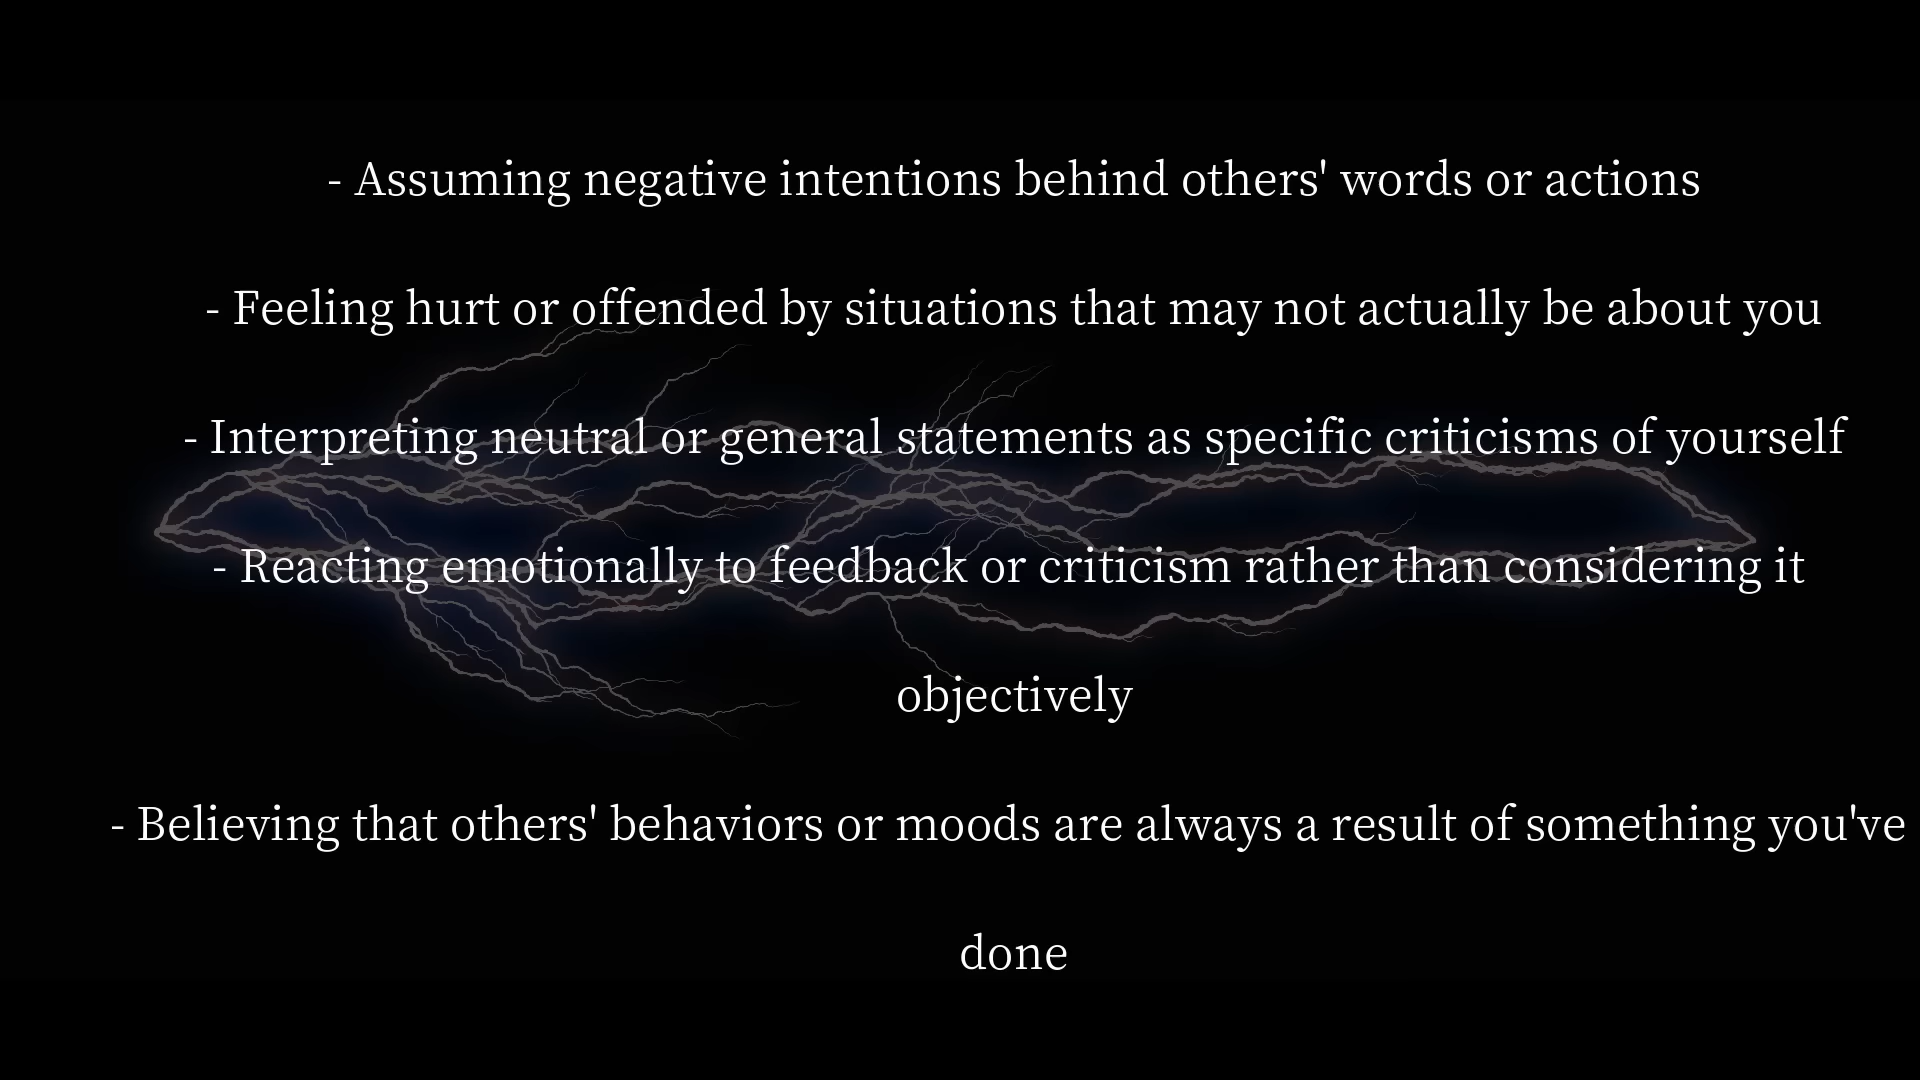 - Assuming negative intentions behind others' words or actions
- Feeling hurt or offended by situations that may not actually be about you
- Interpreting neutral or general statements as specific criticisms of yourself
- Reacting emotionally to feedback or criticism rather than considering it
objectively
- Believing that others' behaviors or moods are always a result of something you've
done